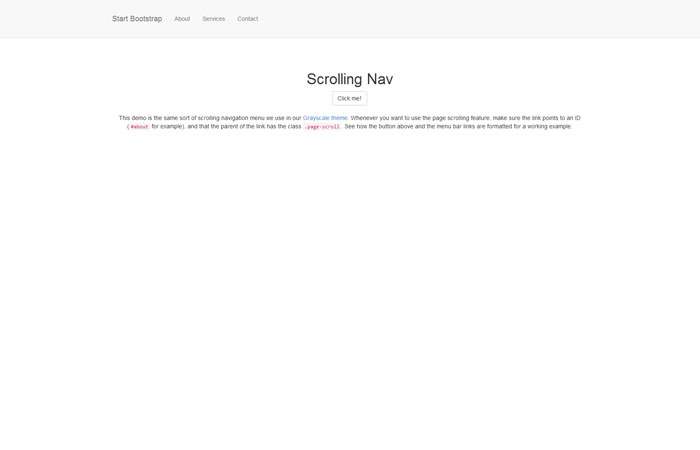 Start Bootstrap About Services Contact
Scrolling Nav
Click me!
This demo is the same sort of scrolling navigation menu we use in our Grayscale theme. Whenever you want to use the page scrolling feature, make sure the link points to an ID
(#about for example), and that the parent of the link has the class .page-scroll. See how the button above and the menu bar links are formatted for a working example.